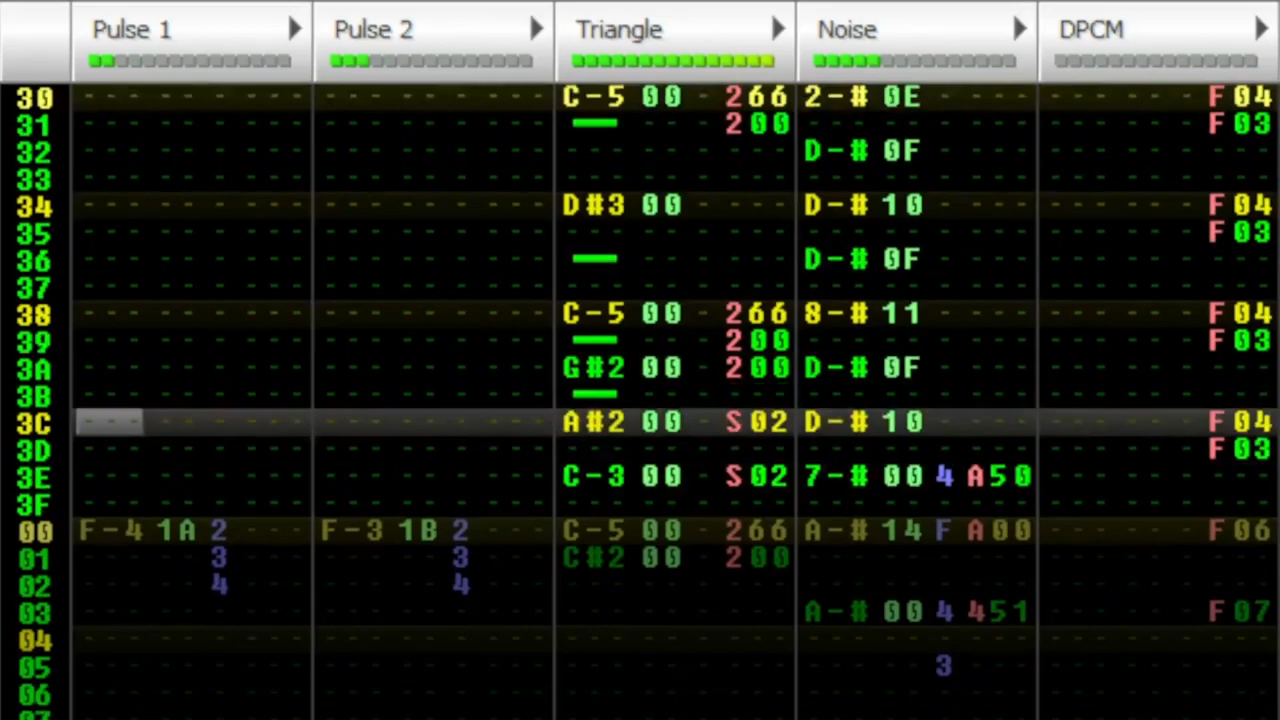 Pulse 1 Pulse 2 Triangle Noise DPCM
30 C-5 00 - 266 2-# 0E F04
31 200 F03
32 D-# 0F
33
34 D#3 00 D-# 10 F04
35 F03
36 D-# 0F
37
38 C-5 00 - 266 8-# 11 F04
39 200 F03
3A G#2 00 - 200 D-# 0F
3B
3C A#2 00 - S02 D-# 10 F04
3D F03
3E C-3 00 - S02 7-# 00 4 A50
3F
00 F-4 1A 2 F-3 1B 2 C-5 00 - 266 A-# 14 F A00 F06
01 3 3 C#2 00 - 200
02 4 4
03 A-# 00 4 451 F07
04
05 3
06
07